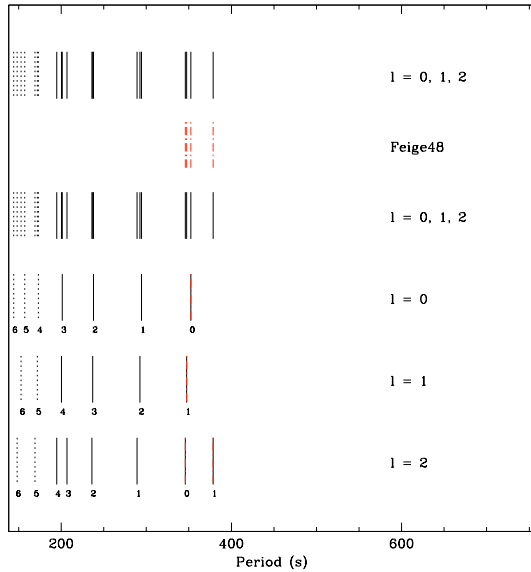 l = 0, 1, 2
Feige48
l = 0, 1, 2
l = 0
6 5 4 3 2 1 0
l = 1
6 5 4 3 2 1
l = 2
6 5 4 3 2 1 0 1
200 400 600
Period (s)